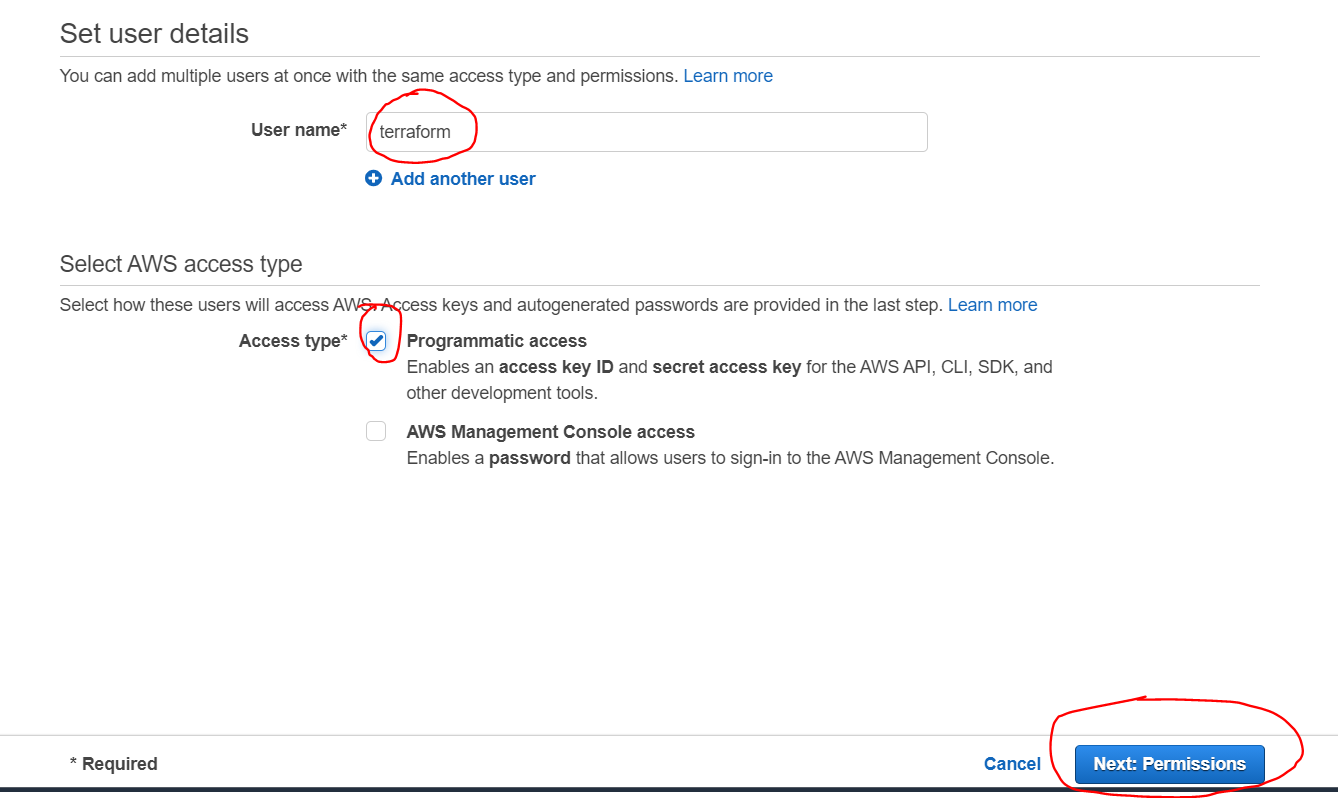 Set user details
You can add multiple users at once with the same access type and permissions. Learn more
User name* terraform
Add another user
Select AWS access type
Select how these users will access AWS. Access keys and autogenerated passwords are provided in the last step. Learn more
Access type* Programmatic access
Enables an access key ID and secret access key for the AWS API, CLI, SDK, and
other development tools.
AWS Management Console access
Enables a password that allows users to sign-in to the AWS Management Console.
* Required Cancel Next: Permissions